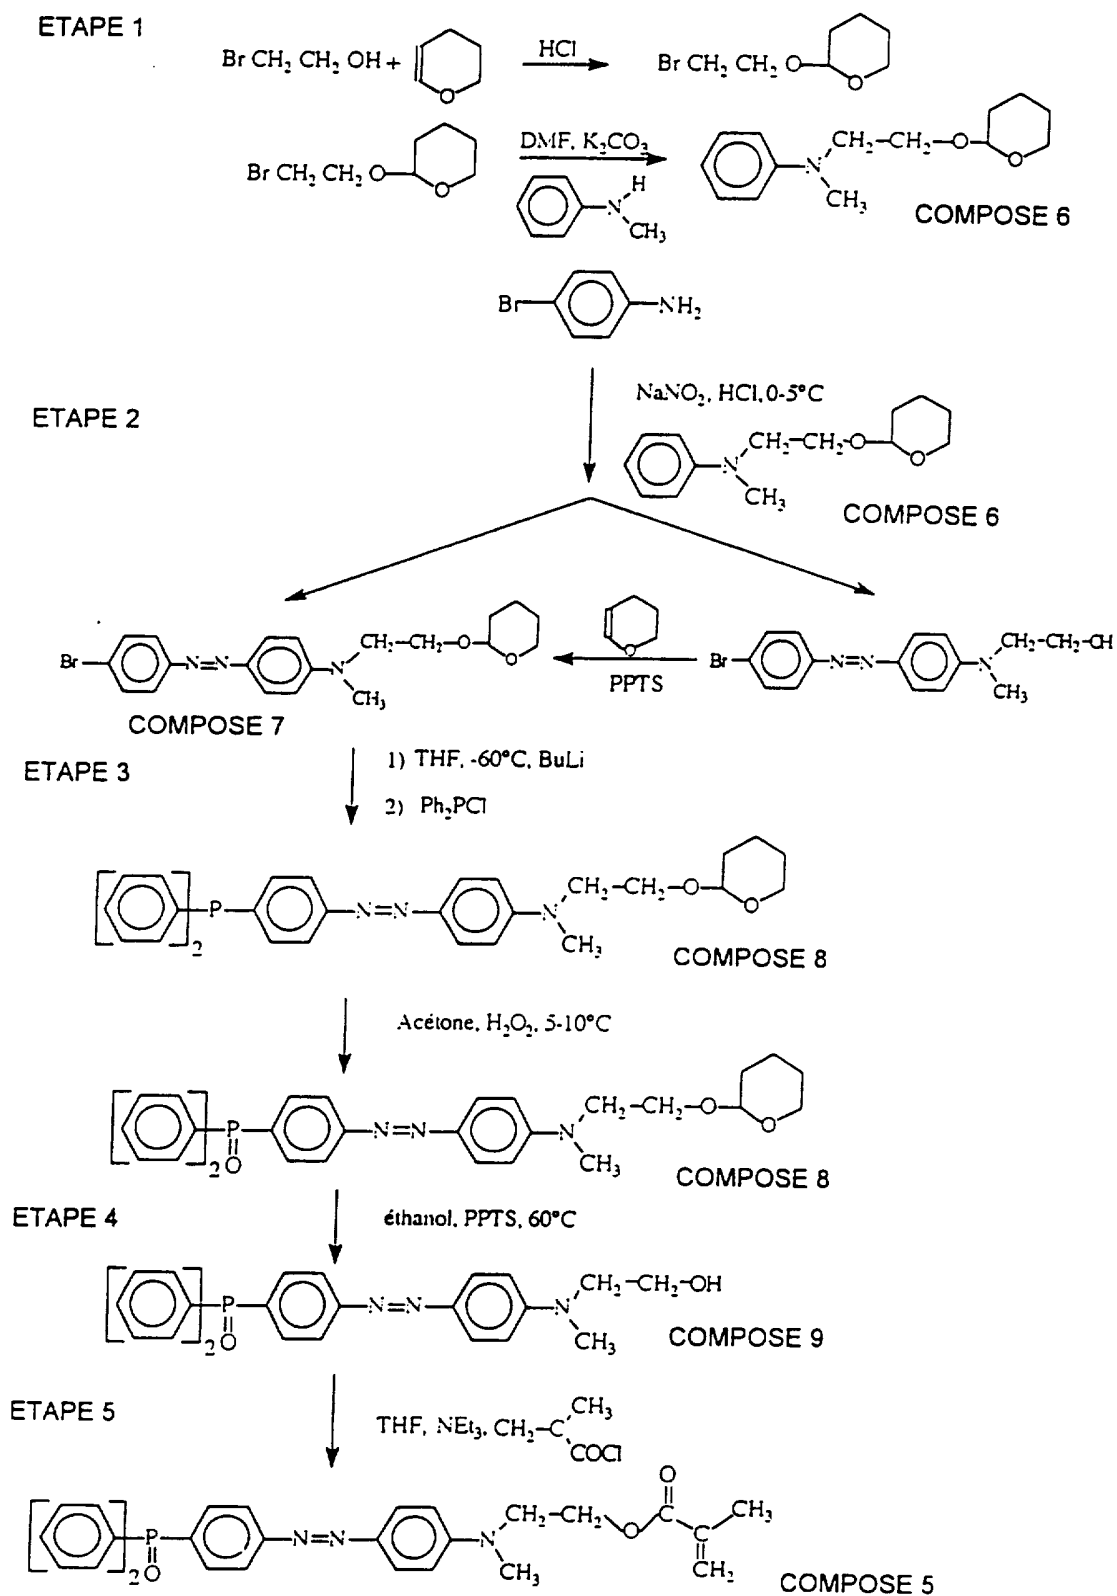 ETAPE 1
Br CH₂ CH₂ OH + O HCl Br CH₂ CH₂ O O
Br CH₂ CH₂ O O DMF, K₂CO₃ N H CH₃ N CH₂ CH₂ O O CH₃
COMPOSE 6
Br NH₂
ETAPE 2
NaNO₂, HCl, 0-5°C
N CH₂ CH₂ O O CH₃
COMPOSE 6
Br N=N N CH₂ CH₂ O O CH₃
O
PPTS
Br N=N N CH₂ CH₂ OH CH₃
COMPOSE 7
ETAPE 3
1) THF, -60°C, BuLi
2) Ph₂PCl
2 P N=N N CH₂ CH₂ O O CH₃
COMPOSE 8
Acétone, H₂O₂, 5-10°C
2 P O N=N N CH₂ CH₂ O O CH₃
COMPOSE 8
ETAPE 4
éthanol, PPTS, 60°C
2 P O N=N N CH₂ CH₂ OH CH₃
COMPOSE 9
ETAPE 5
THF, NEt₃, CH₂ C CH₃ COCl
2 P O N=N N CH₂ CH₂ O O CH₃ CH₃ CH₂
COMPOSE 5